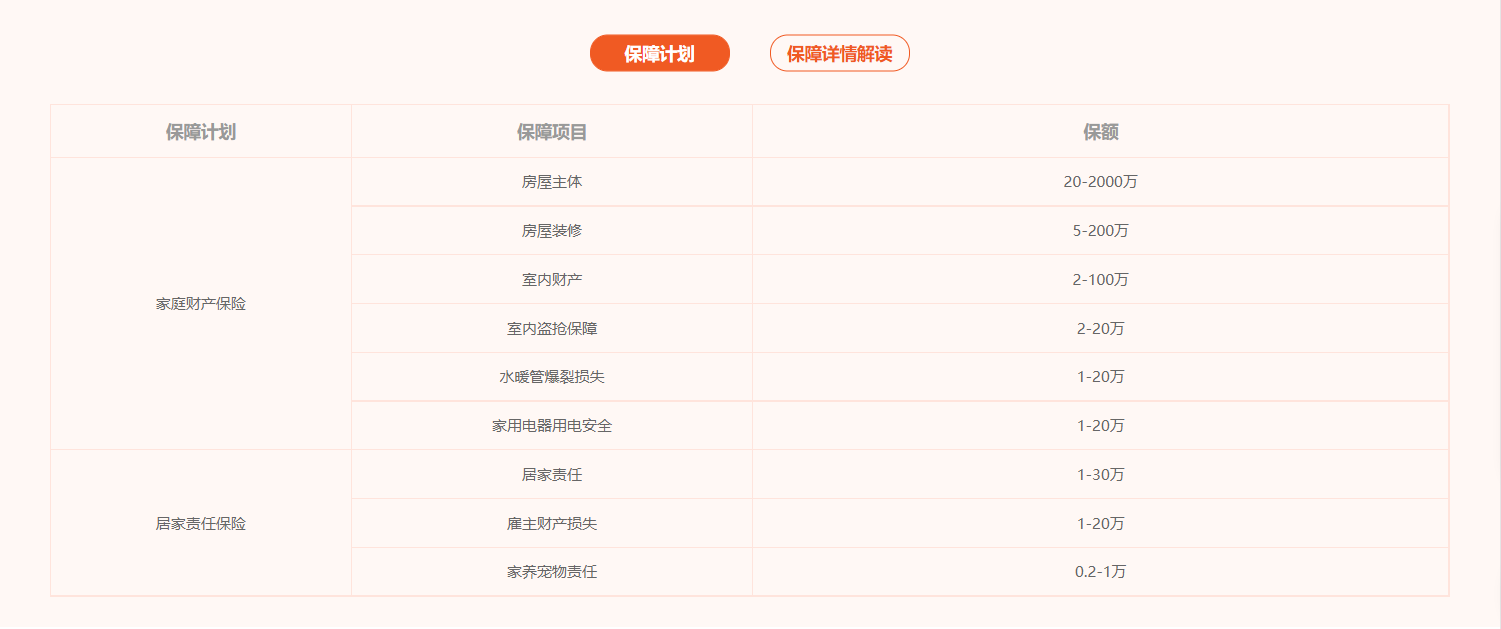 保障计划 保障详情解读
保障计划 保障项目 保额
家庭财产保险 房屋主体 20-2000万
房屋装修 5-200万
室内财产 2-100万
室内盗抢保障 2-20万
水暖管爆裂损失 1-20万
家用电器用电安全 1-20万
居家责任保险 居家责任 1-30万
雇主财产损失 1-20万
家养宠物责任 0.2-1万